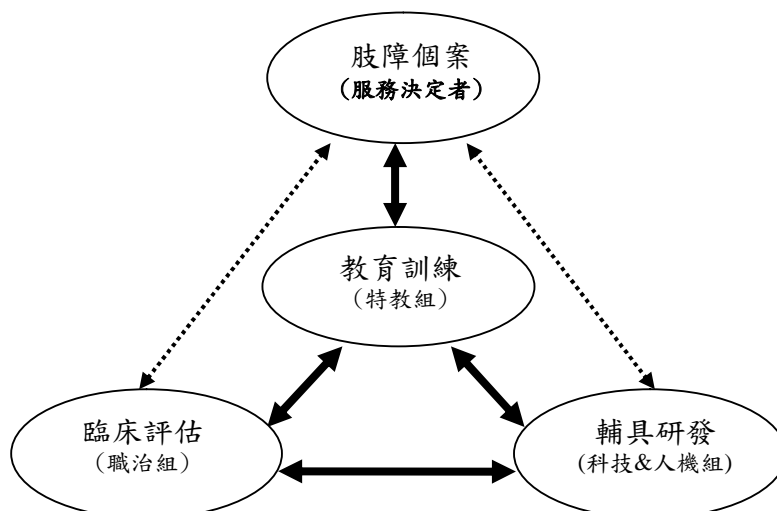 肢障個案
（服務決定者）
教育訓練
（特教組）
臨床評估
（職治組）
輔具研發
(科技&人機組)